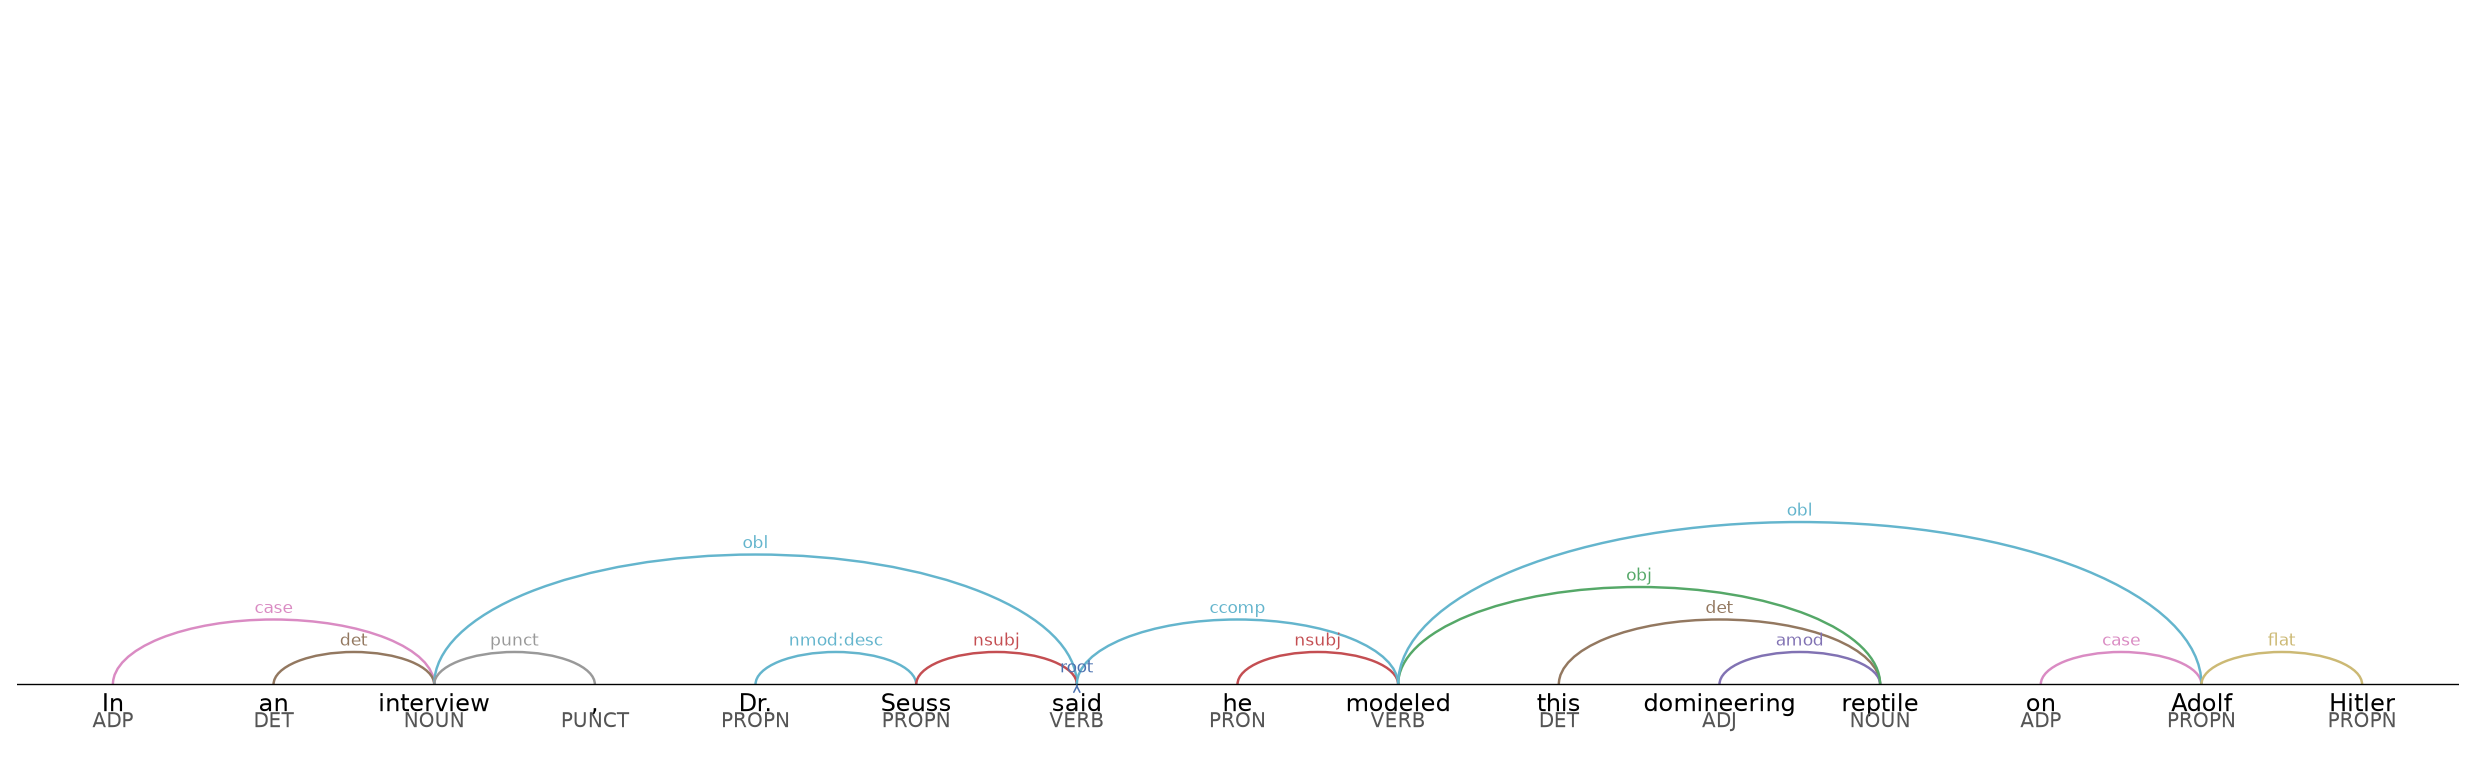 obl
obl
obj
case
ccomp
det
det
punct
nmod:desc
nsubj
nsubj
amod
case
flat
root
In an interview , Dr. Seuss said he modeled this domineering reptile on Adolf Hitler
ADP DET NOUN PUNCT PROPN PROPN VERB PRON VERB DET ADJ NOUN ADP PROPN PROPN